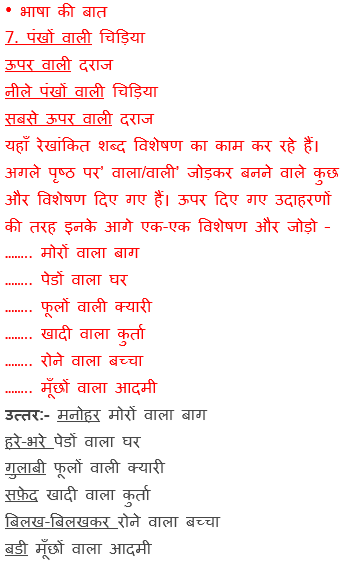 • भाषा की बात
7. पंखों वाली चिड़िया
ऊपर वाली दराज
नीले पंखों वाली चिड़िया
सबसे ऊपर वाली दराज
यहाँ रेखांकित शब्द विशेषण का काम कर रहे हैं।
अगले पृष्ठ पर' वाला/वाली' जोड़कर बनने वाले कुछ
और विशेषण दिए गए हैं। ऊपर दिए गए उदाहरणों
की तरह इनके आगे एक-एक विशेषण और जोड़ो -
........ मोरों वाला बाग
........ पेडों वाला घर
........ फूलों वाली क्यारी
........ खादी वाला कुर्ता
........ रोने वाला बच्चा
........ मूँछों वाला आदमी
उत्तर:- मनोहर मोरों वाला बाग
हरे-भरे पेडों वाला घर
गुलाबी फूलों वाली क्यारी
सफ़ेद खादी वाला कुर्ता
बिलख-बिलखकर रोने वाला बच्चा
बडी मूँछों वाला आदमी